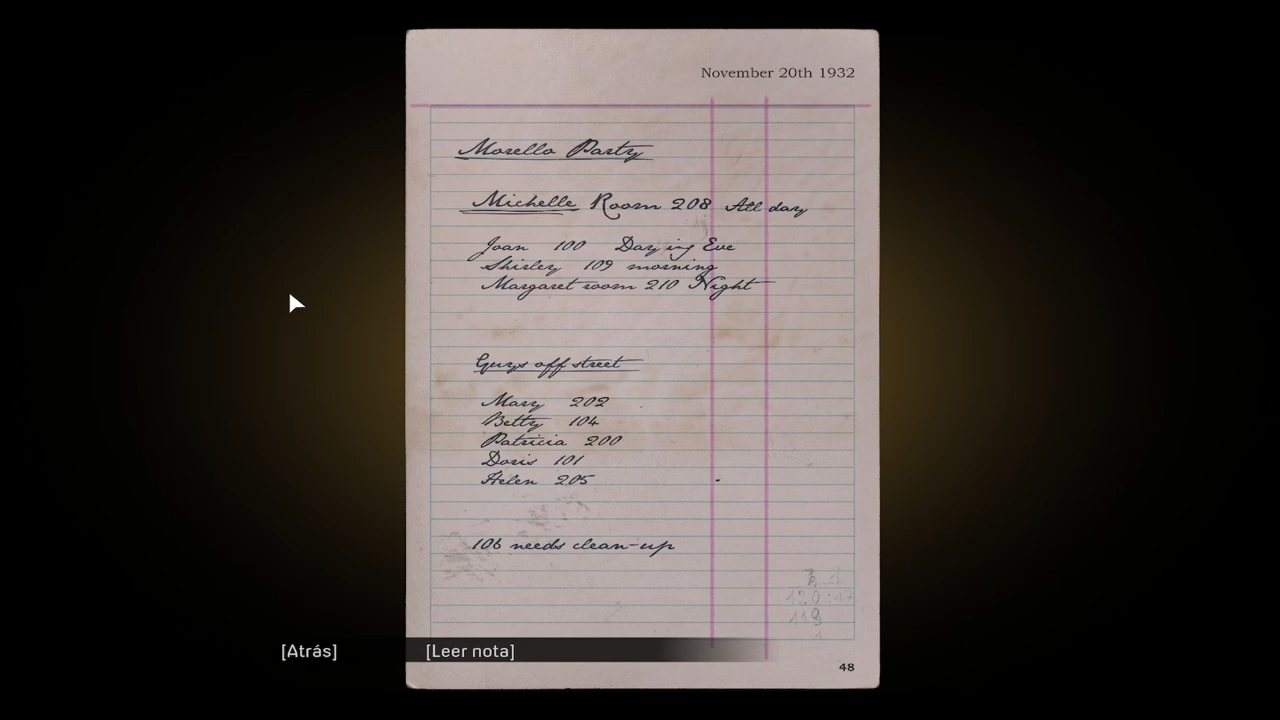 November 20th 1932
Morello Party
Michelle Room 208 All day
Joan 100 Day ing Eve
Shirley 109 morning
Margaret room 210 Night
Guys off street
Mary 202
Betty 104
Patricia 200
Doris 101
Helen 205
106 needs clean-up
[Atrás] [Leer nota]
48